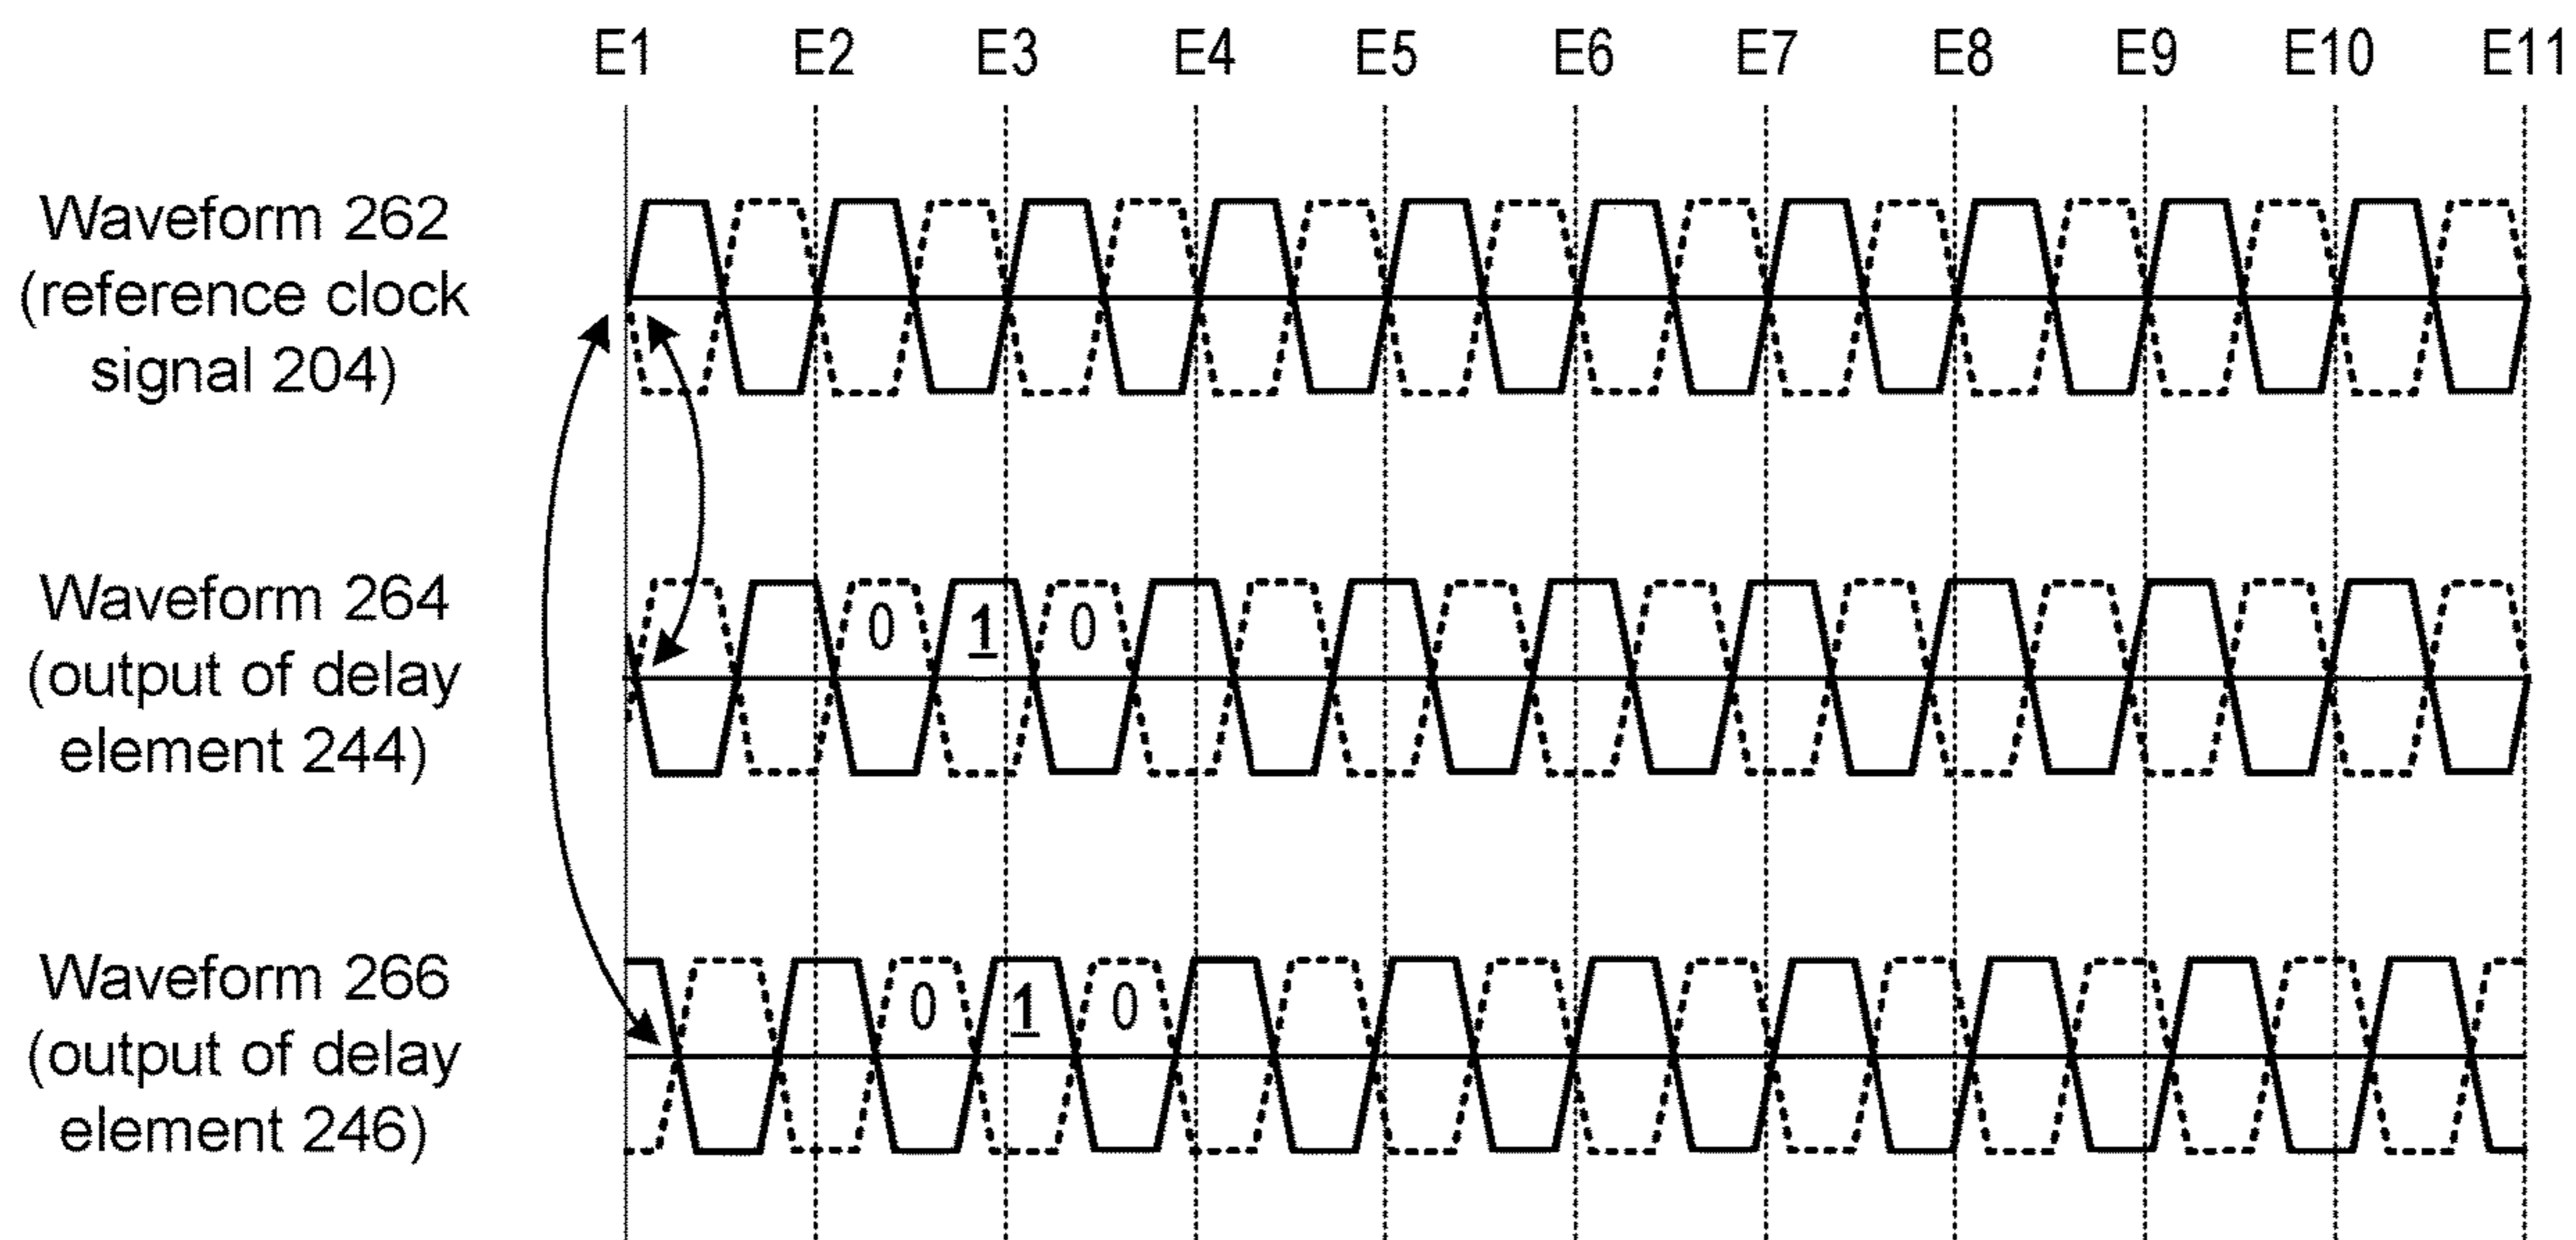 E1 E2 E3 E4 E5 E6 E7 E8 E9 E10 E11
Waveform 262
(reference clock
signal 204)
Waveform 264
(output of delay
element 244)
0 1 0
Waveform 266
(output of delay
element 246)
0 1 0